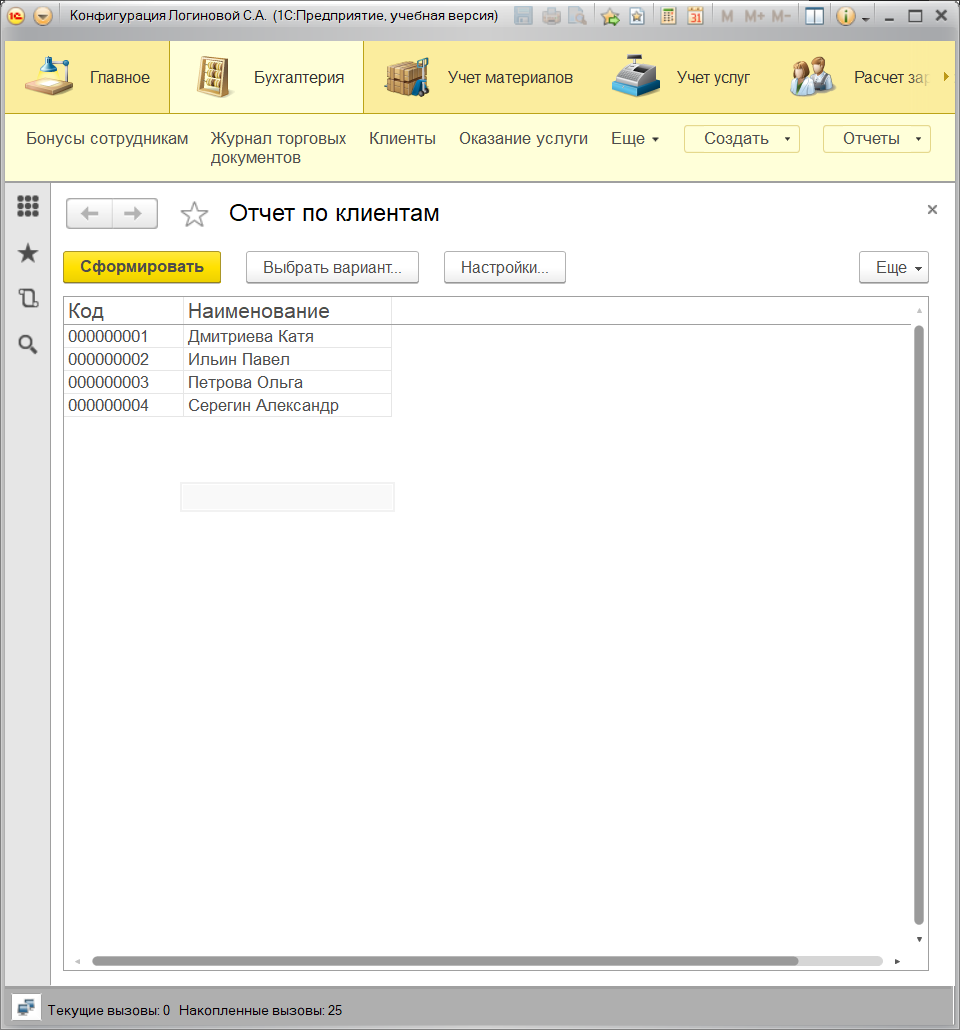 Конфигурация Логиновой С.А. (1С:Предприятие, учебная версия)
31 M M+ M-
Главное
Бухгалтерия
Учет материалов
Учет услуг
Расчет зар
Бонусы сотрудникам
Журнал торговых
документов
Клиенты
Оказание услуги
Еще
Создать
Отчеты
Отчет по клиентам
Сформировать
Выбрать вариант...
Настройки...
Еще
Код Наименование
000000001 Дмитриева Катя
000000002 Ильин Павел
000000003 Петрова Ольга
000000004 Серегин Александр
Текущие вызовы: 0 Накопленные вызовы: 25